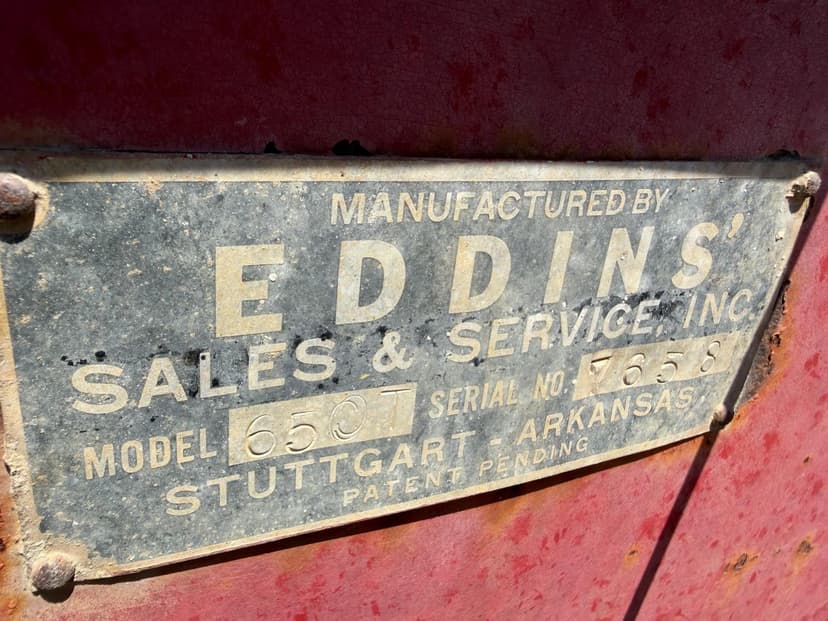 MANUFACTURED BY
EDDINS'
SALES & SERVICE, INC.
MODEL 650T SERIAL NO. 7658
STUTTGART - ARKANSAS
PATENT PENDING